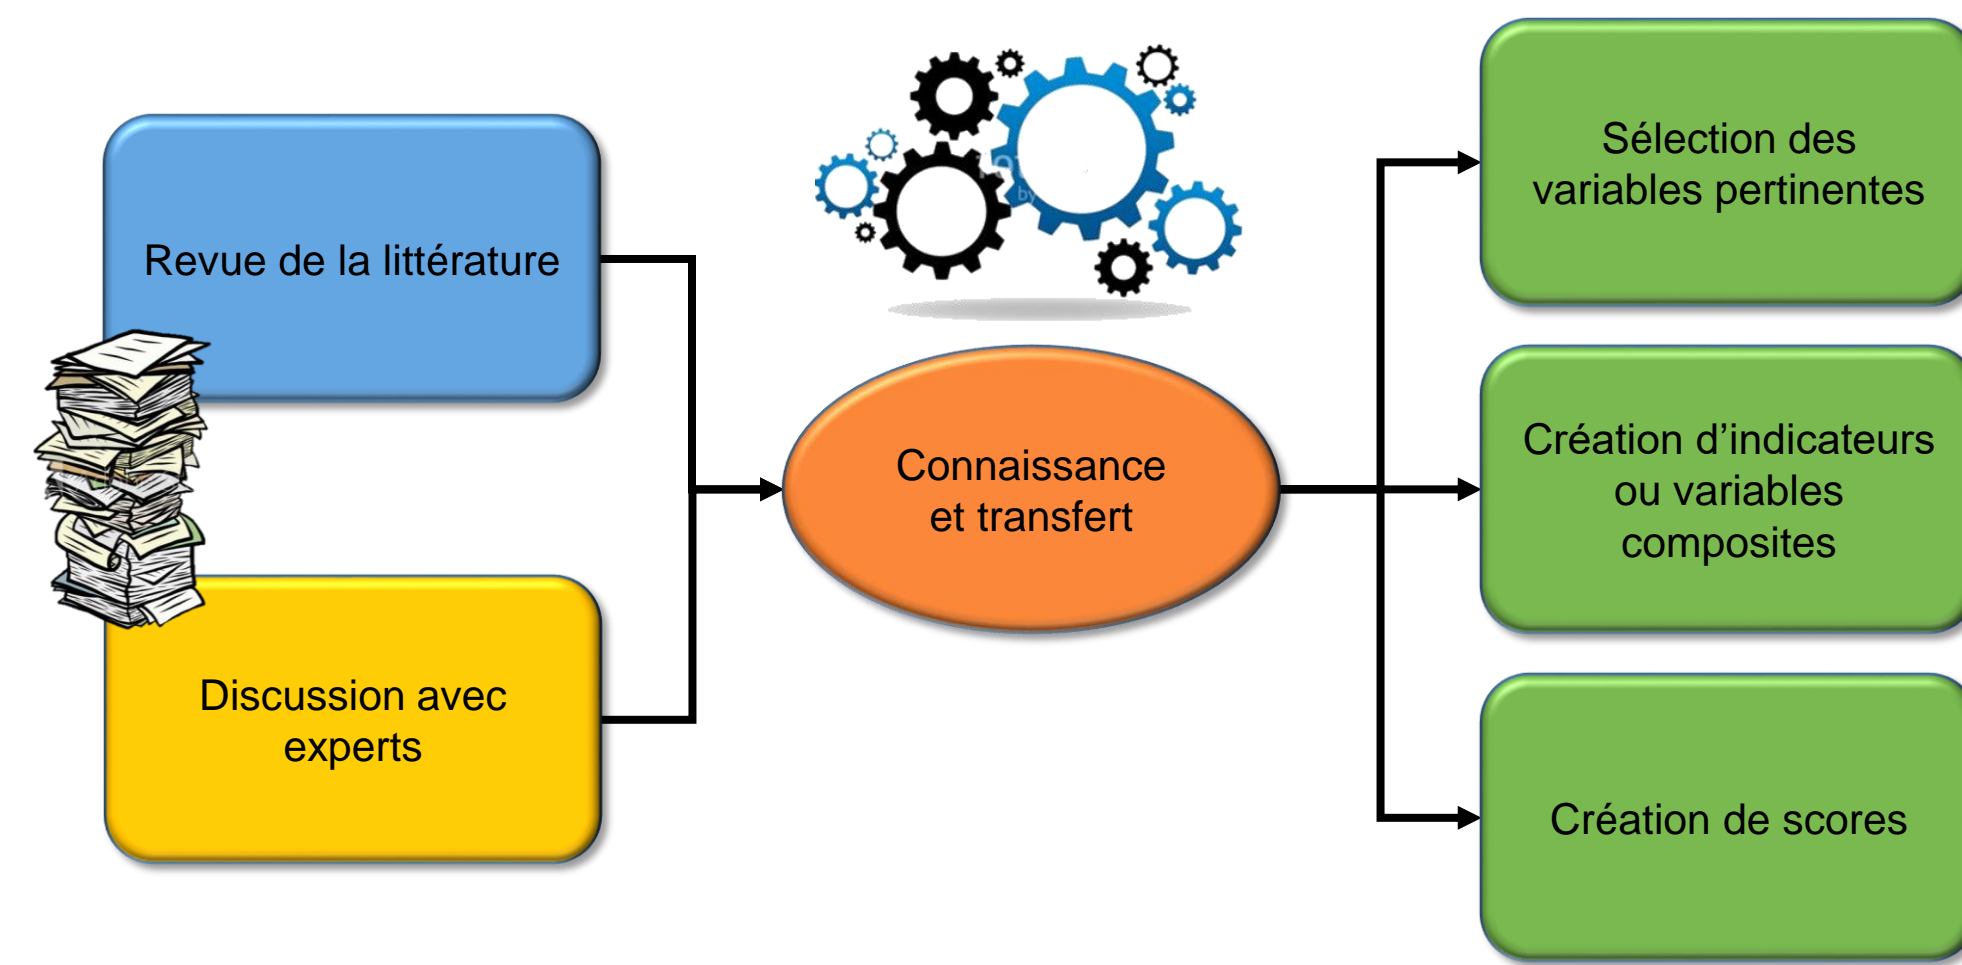 Revue de la littérature
Discussion avec
experts
Connaissance
et transfert
Sélection des
variables pertinentes
Création d’indicateurs
ou variables
composites
Création de scores